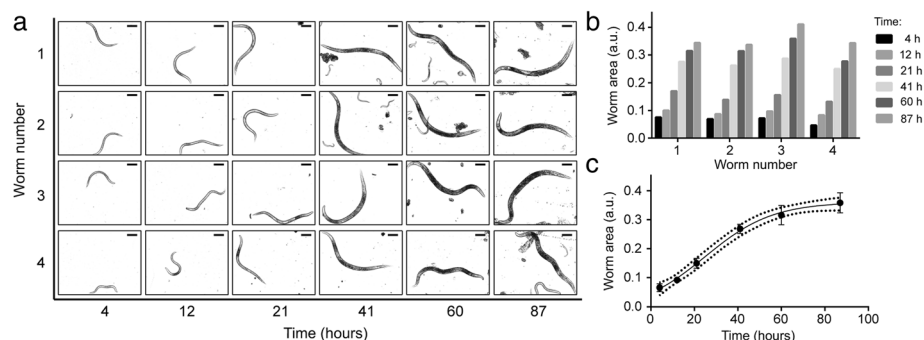 a
Worm number
1
2
3
4
4 12 21 41 60 87
Time (hours)
b
Worm area (a.u.)
0.4
0.3
0.2
0.1
0.0
1 2 3 4
Worm number
Time:
4 h
12 h
21 h
41 h
60 h
87 h
c
Worm area (a.u.)
0.4
0.3
0.2
0.1
0.0
0 20 40 60 80 100
Time (hours)